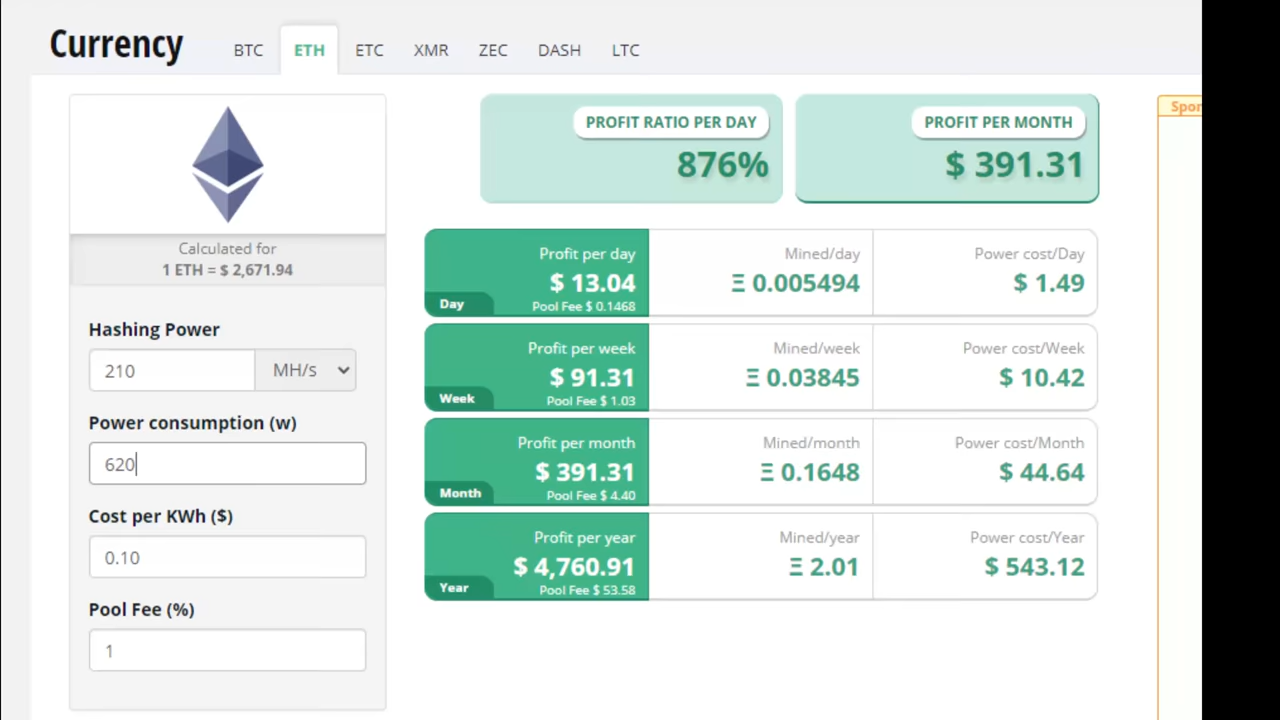 Currency
BTC ETH ETC XMR ZEC DASH LTC
Calculated for
1 ETH = $ 2,671.94
Hashing Power
210 MH/s
Power consumption (w)
620
Cost per KWh ($)
0.10
Pool Fee (%)
1
PROFIT RATIO PER DAY
876%
PROFIT PER MONTH
$ 391.31
Profit per day Mined/day Power cost/Day
$ 13.04 Ξ 0.005494 $ 1.49
Day Pool Fee $ 0.1468
Profit per week Mined/week Power cost/Week
$ 91.31 Ξ 0.03845 $ 10.42
Week Pool Fee $ 1.03
Profit per month Mined/month Power cost/Month
$ 391.31 Ξ 0.1648 $ 44.64
Month Pool Fee $ 4.40
Profit per year Mined/year Power cost/Year
$ 4,760.91 Ξ 2.01 $ 543.12
Year Pool Fee $ 53.58